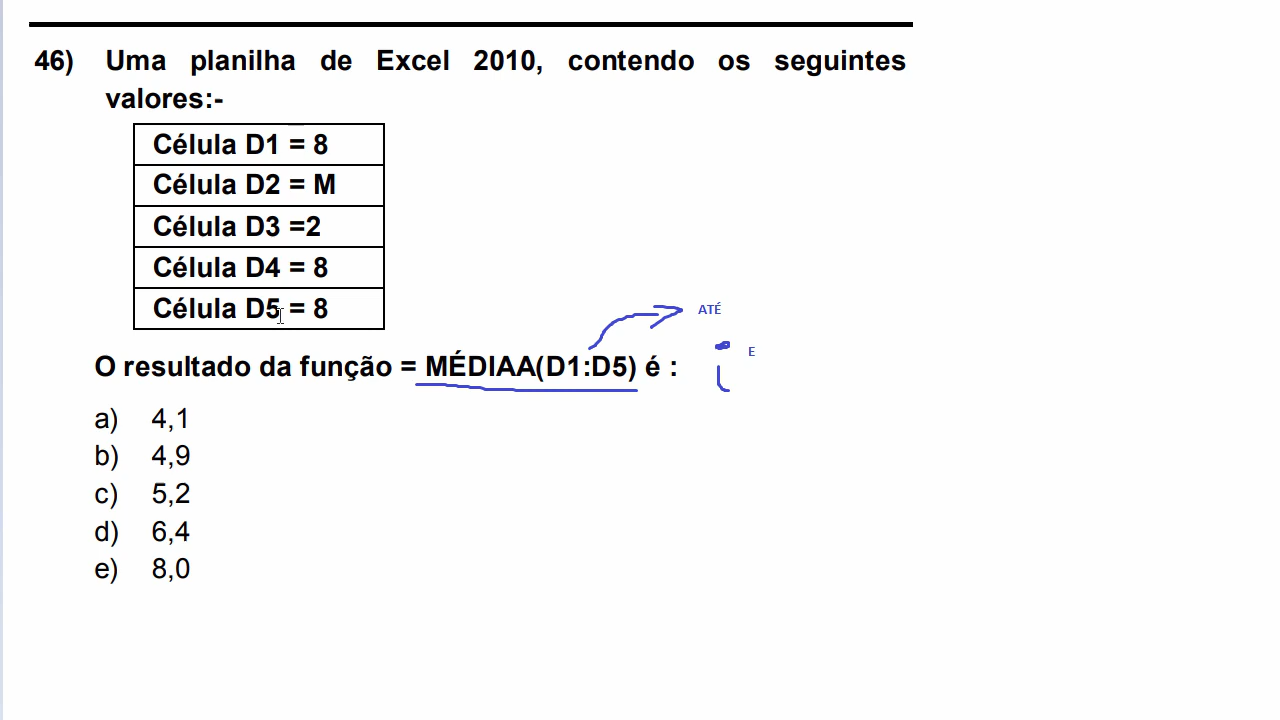 46) Uma planilha de Excel 2010, contendo os seguintes
valores:-
Célula D1 = 8
Célula D2 = M
Célula D3 =2
Célula D4 = 8
Célula D5 = 8
ATÉ
E
O resultado da função = MÉDIAA(D1:D5) é :
a) 4,1
b) 4,9
c) 5,2
d) 6,4
e) 8,0